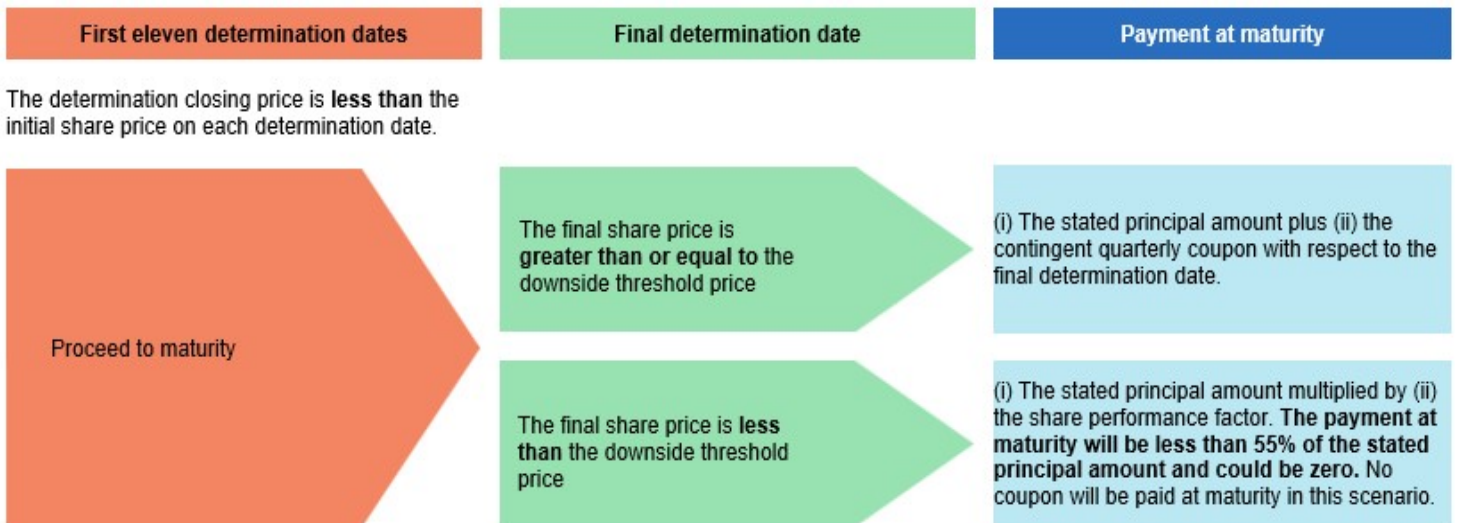 First eleven determination dates
Final determination date
Payment at maturity
The determination closing price is less than the
initial share price on each determination date.
Proceed to maturity
The final share price is
greater than or equal to the
downside threshold price
(i) The stated principal amount plus (ii) the
contingent quarterly coupon with respect to the
final determination date.
The final share price is less
than the downside threshold
price
(i) The stated principal amount multiplied by (ii)
the share performance factor. The payment at
maturity will be less than 55% of the stated
principal amount and could be zero. No
coupon will be paid at maturity in this scenario.